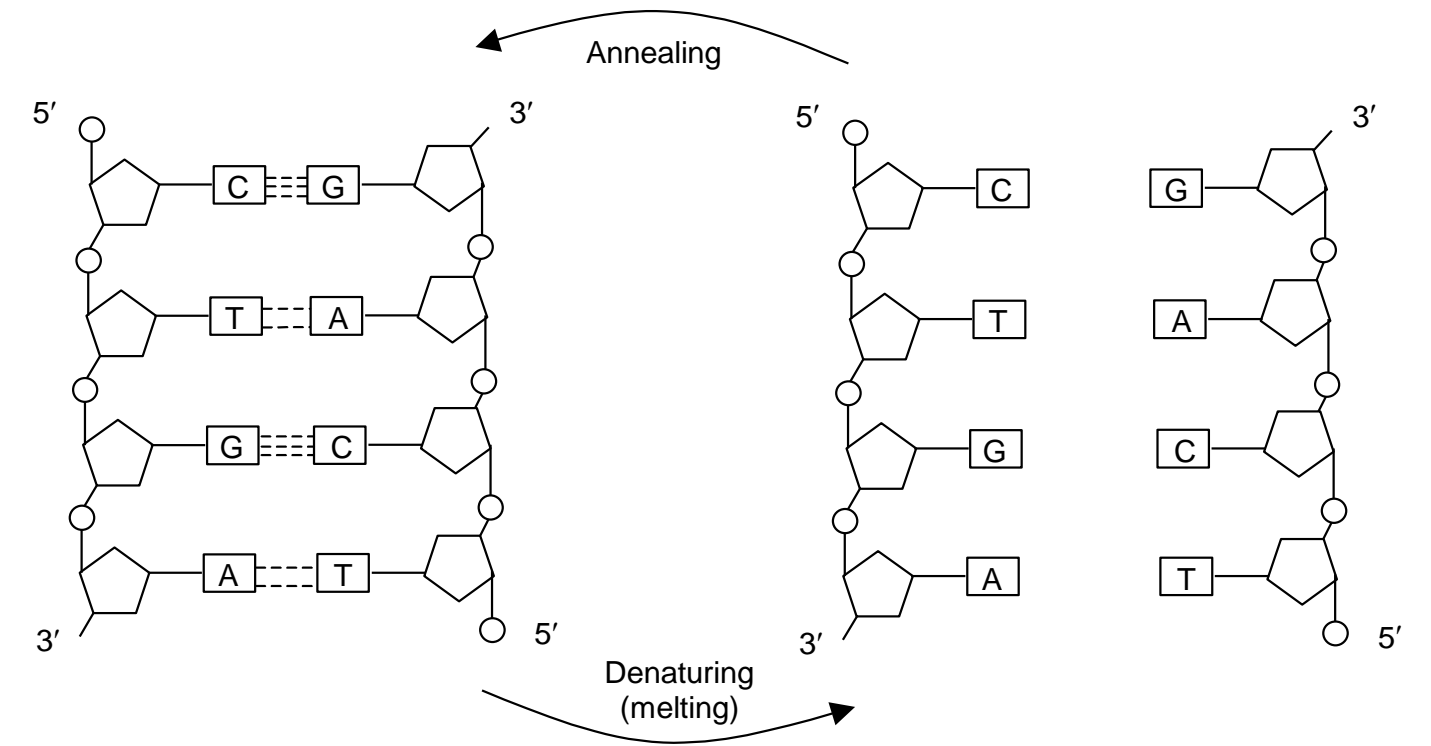 Annealing
5′ 3′ 5′ 3′
C G C G
T A T A
G C G C
A T A T
3′ 5′ 3′ 5′
Denaturing
(melting)